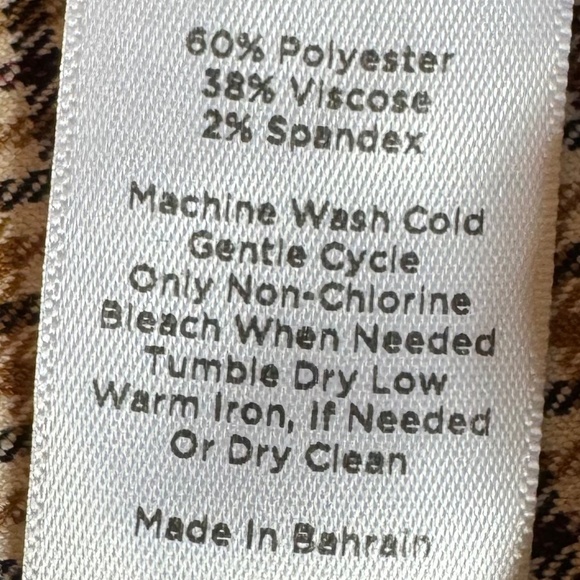 60% Polyester
38% Viscose
2% Spandex
Machine Wash Cold
Gentle Cycle
Only Non-Chlorine
Bleach When Needed
Tumble Dry Low
Warm Iron, If Needed
Or Dry Clean
Made In Bahrain